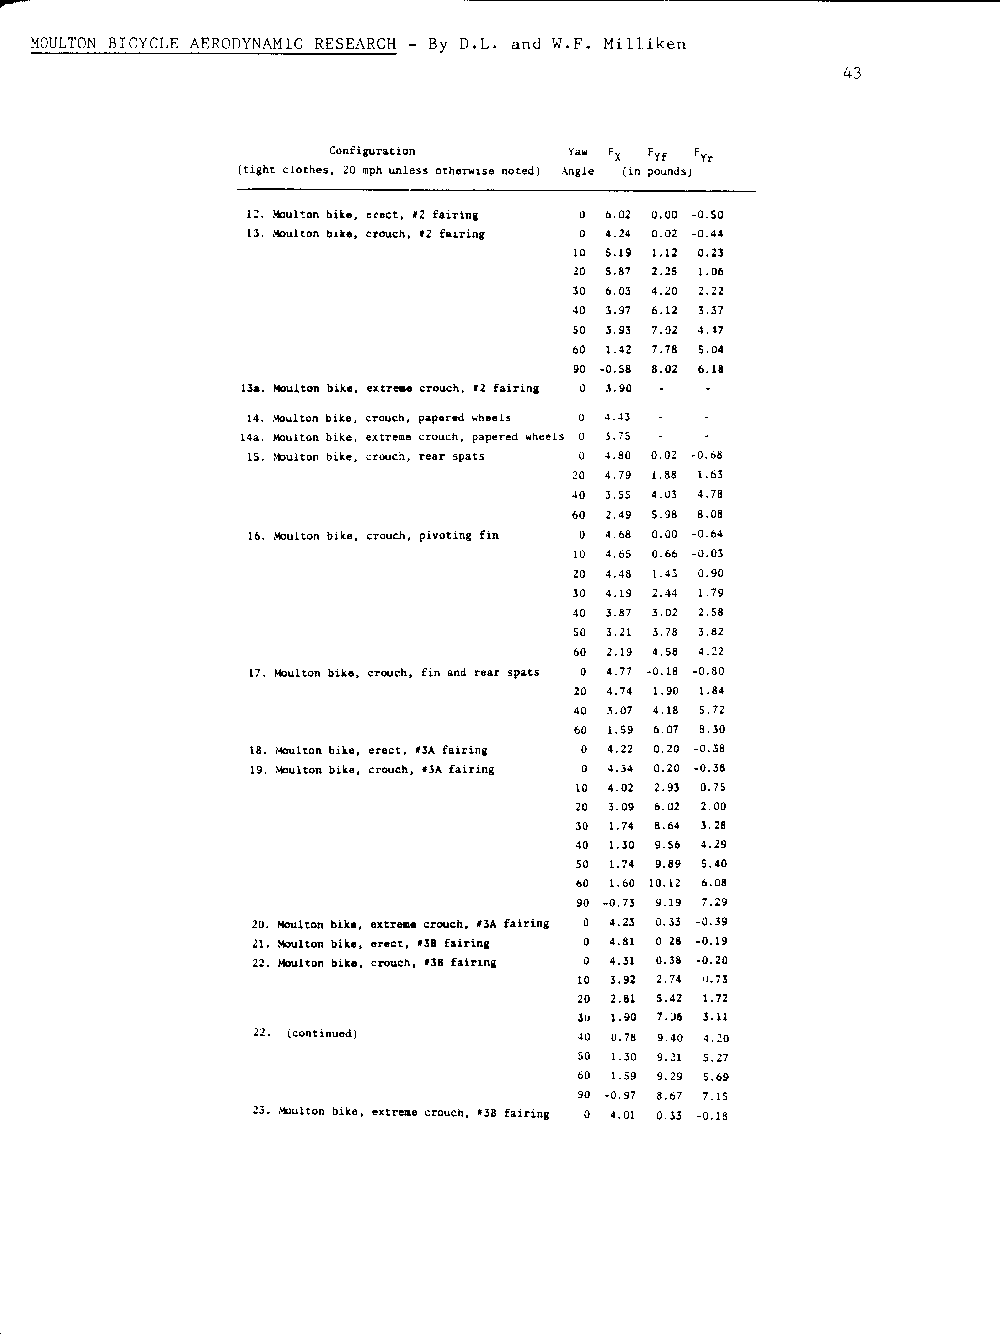 MOULTON BICYCLE AERODYNAMIC RESEARCH - By D.L. and W.F. Milliken
43
Configuration Yaw FX FYf FYr
(tight clothes, 20 mph unless otherwise noted) Angle (in pounds)
12. Moulton bike, erect, #2 fairing 0 6.02 0.00 -0.50
13. Moulton bike, crouch, #2 fairing 0 4.24 0.02 -0.44
10 5.19 1.12 0.23
20 5.87 2.25 1.06
30 6.03 4.20 2.22
40 3.97 6.12 3.37
50 3.93 7.02 4.47
60 1.42 7.78 5.04
90 -0.58 8.02 6.18
13a. Moulton bike, extreme crouch, #2 fairing 0 3.90 - -
14. Moulton bike, crouch, papered wheels 0 4.43 - -
14a. Moulton bike, extreme crouch, papered wheels 0 3.75 - -
15. Moulton bike, crouch, rear spats 0 4.80 0.02 -0.68
20 4.79 1.88 1.63
40 3.55 4.03 4.78
60 2.49 5.98 8.08
16. Moulton bike, crouch, pivoting fin 0 4.68 0.00 -0.64
10 4.65 0.66 -0.03
20 4.48 1.43 0.90
30 4.19 2.44 1.79
40 3.87 3.02 2.58
50 3.21 3.78 3.82
60 2.19 4.58 4.22
17. Moulton bike, crouch, fin and rear spats 0 4.77 -0.18 -0.80
20 4.74 1.90 1.84
40 3.07 4.18 5.72
60 1.59 6.07 8.30
18. Moulton bike, erect, #3A fairing 0 4.22 0.20 -0.38
19. Moulton bike, crouch, #3A fairing 0 4.34 0.20 -0.38
10 4.02 2.93 0.75
20 3.09 6.02 2.00
30 1.74 8.64 3.28
40 1.30 9.56 4.29
50 1.74 9.89 5.40
60 1.60 10.12 6.08
90 -0.73 9.19 7.29
20. Moulton bike, extreme crouch, #3A fairing 0 4.23 0.33 -0.39
21. Moulton bike, erect, #3B fairing 0 4.81 0 28 -0.19
22. Moulton bike, crouch, #3B fairing 0 4.31 0.38 -0.20
10 3.92 2.74 0.73
20 2.81 5.42 1.72
30 1.90 3.11
22. (continued) 40 0.78 9.40 4.20
50 1.30 9.21 5.27
60 1.59 9.29 5.69
90 -0.97 8.67 7.15
23. Moulton bike, extreme crouch, #3B fairing 0 4.01 0.33 -0.18